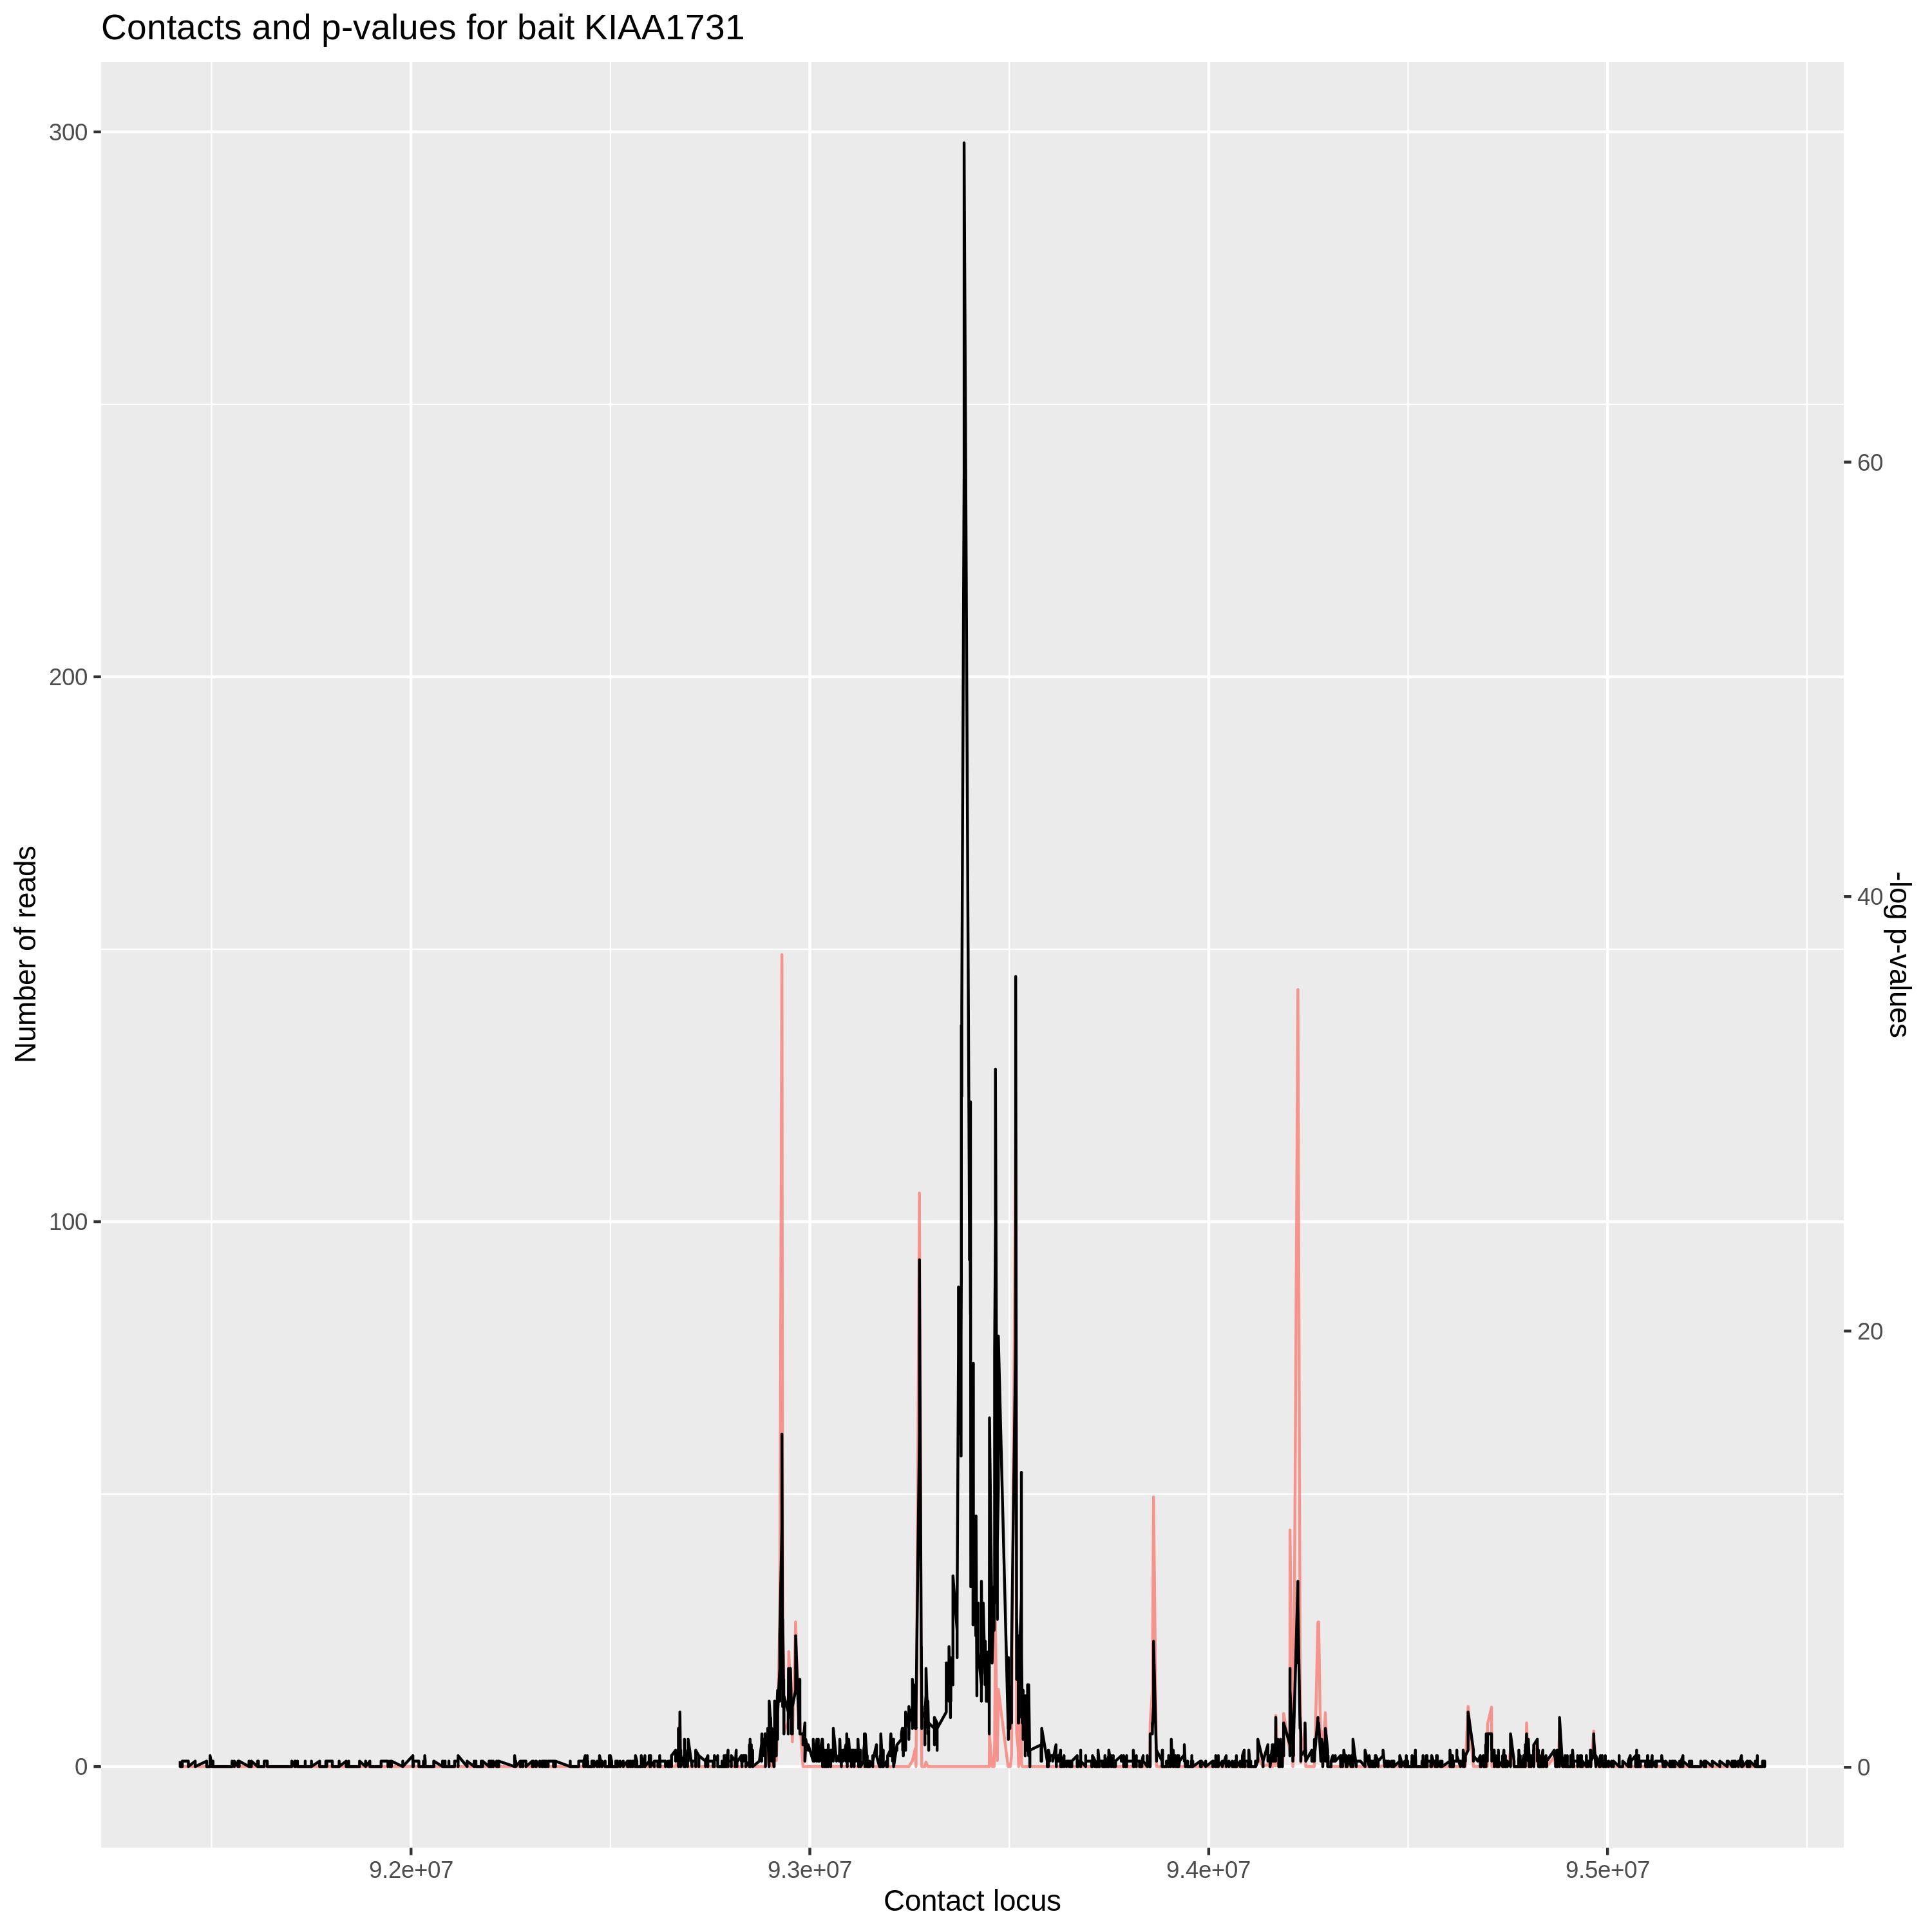 Contacts and p-values for bait KIAA1731
300
200
100
0
60
40
20
0
Number of reads
-log p-values
9.2e+07
9.3e+07
9.4e+07
9.5e+07
Contact locus